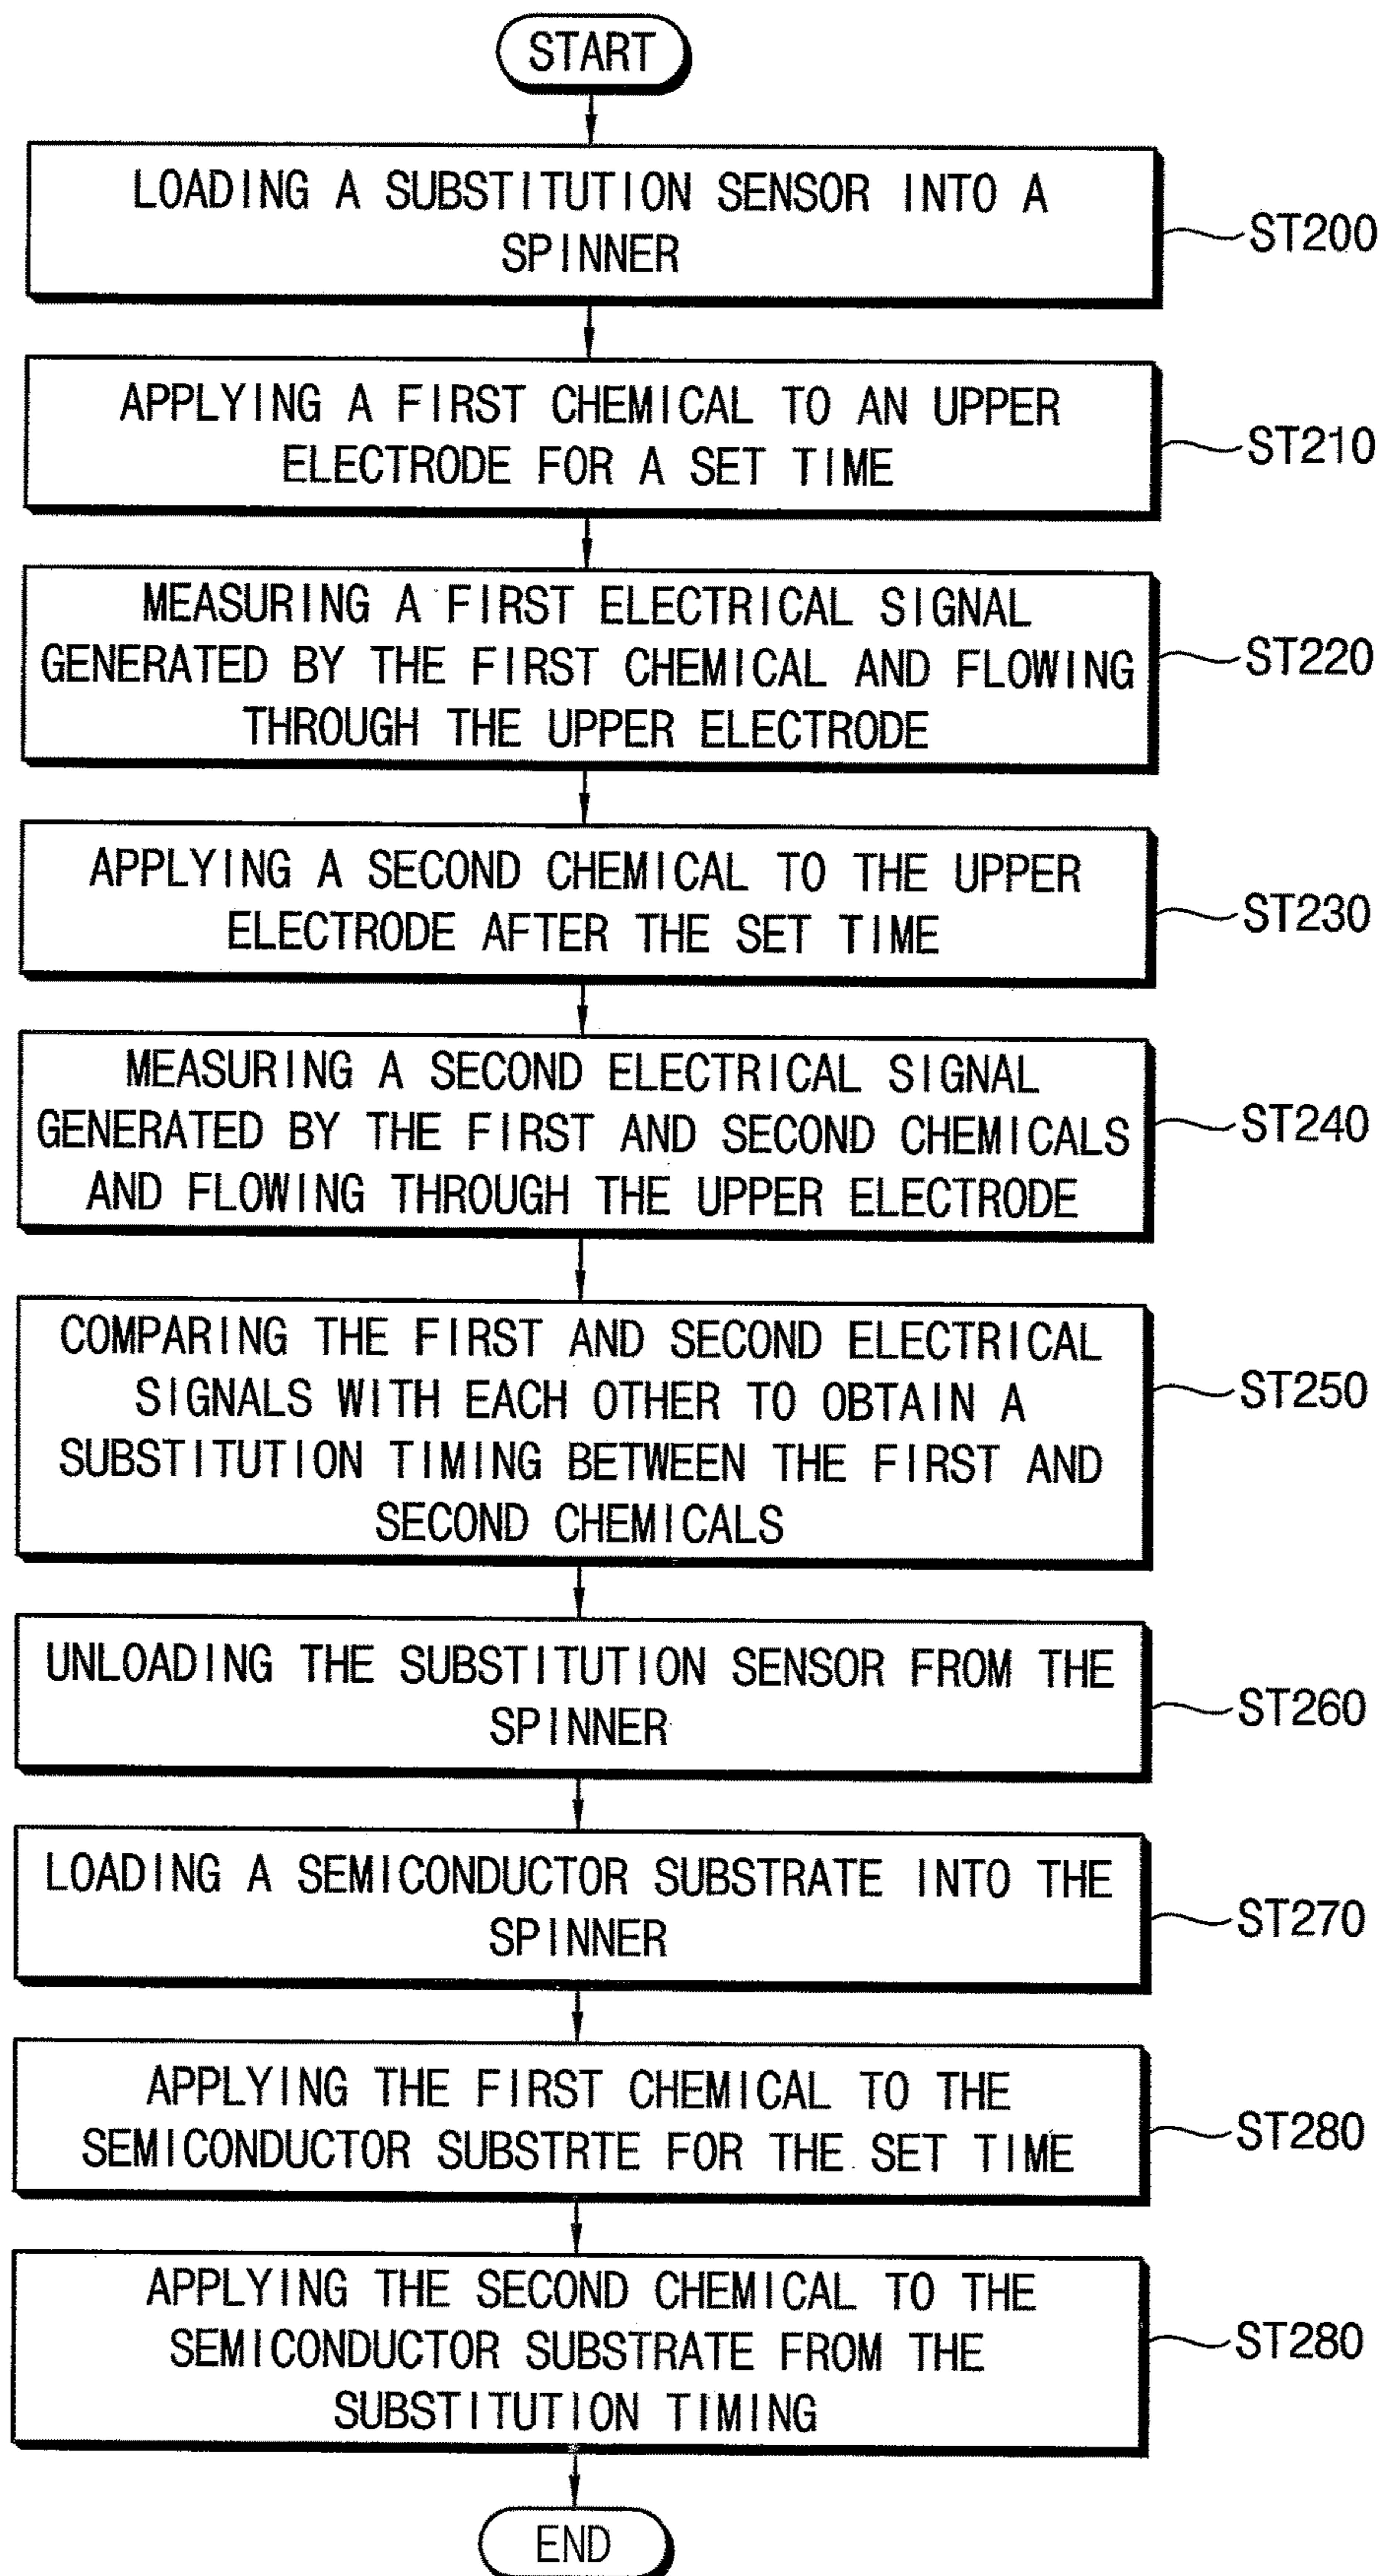 START
LOADING A SUBSTITUTION SENSOR INTO A
SPINNER
ST200
APPLYING A FIRST CHEMICAL TO AN UPPER
ELECTRODE FOR A SET TIME
ST210
MEASURING A FIRST ELECTRICAL SIGNAL
GENERATED BY THE FIRST CHEMICAL AND FLOWING
THROUGH THE UPPER ELECTRODE
ST220
APPLYING A SECOND CHEMICAL TO THE UPPER
ELECTRODE AFTER THE SET TIME
ST230
MEASURING A SECOND ELECTRICAL SIGNAL
GENERATED BY THE FIRST AND SECOND CHEMICALS
AND FLOWING THROUGH THE UPPER ELECTRODE
ST240
COMPARING THE FIRST AND SECOND ELECTRICAL
SIGNALS WITH EACH OTHER TO OBTAIN A
SUBSTITUTION TIMING BETWEEN THE FIRST AND
SECOND CHEMICALS
ST250
UNLOADING THE SUBSTITUTION SENSOR FROM THE
SPINNER
ST260
LOADING A SEMICONDUCTOR SUBSTRATE INTO THE
SPINNER
ST270
APPLYING THE FIRST CHEMICAL TO THE
SEMICONDUCTOR SUBSTRTE FOR THE SET TIME
ST280
APPLYING THE SECOND CHEMICAL TO THE
SEMICONDUCTOR SUBSTRATE FROM THE
SUBSTITUTION TIMING
ST280
END